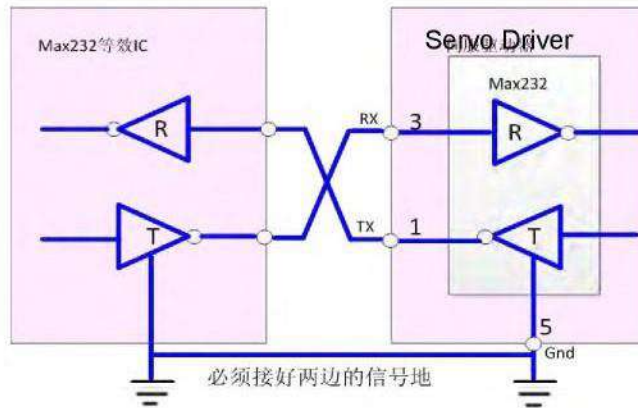 Max232等效IC
Servo Driver
Max232
R
RX
3
R
T
TX
1
T
5
Gnd
必须接好两边的信号地